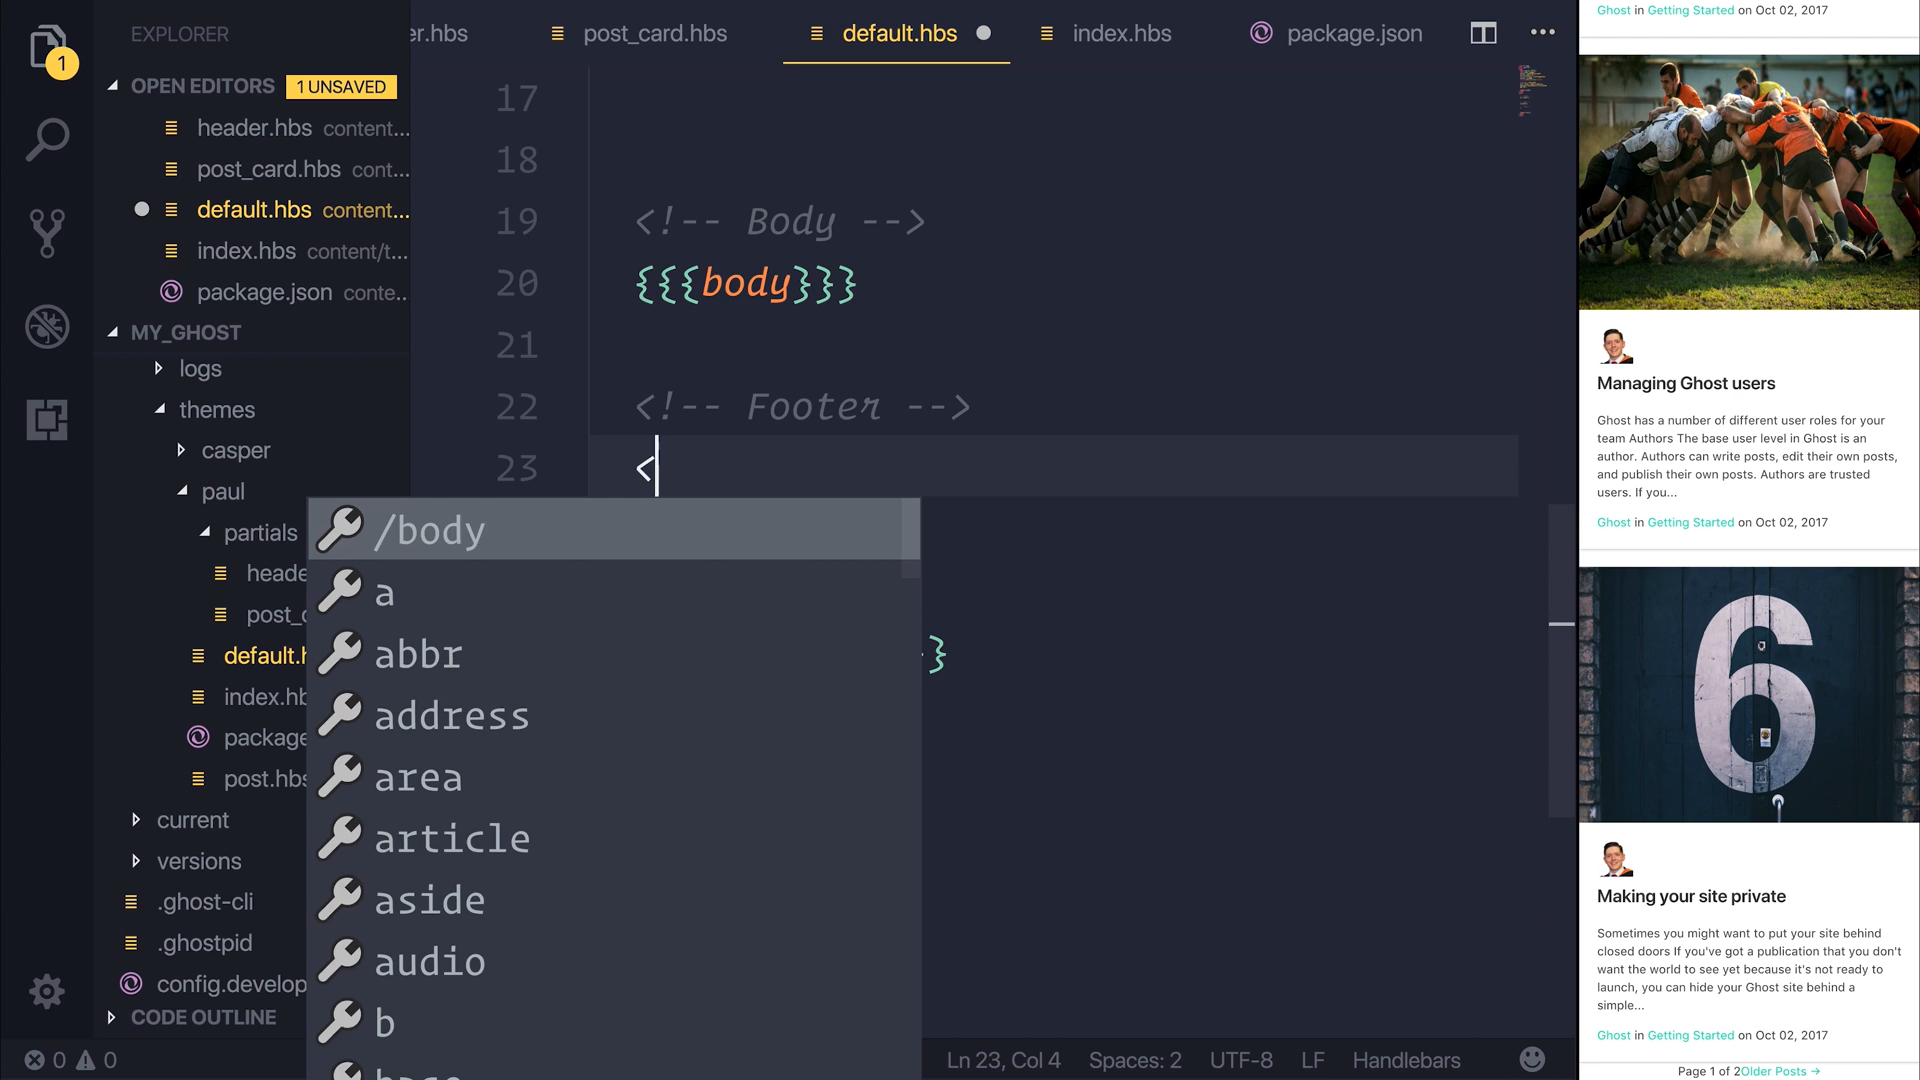 1
EXPLORER
OPEN EDITORS 1 UNSAVED
header.hbs content...
post_card.hbs cont...
default.hbs content...
index.hbs content/t...
package.json conte...
MY_GHOST
logs
themes
casper
paul
partials
heade
post_c
default.h
index.hb
package
post.hbs
current
versions
.ghost-cli
.ghostpid
config.develop
CODE OUTLINE
0 0
er.hbs post_card.hbs default.hbs index.hbs package.json
17
18
19 <!-- Body -->
20 {{{body}}}
21
22 <!-- Footer -->
23 <
/body
a
abbr
address
area
article
aside
audio
b
base
}
Ln 23, Col 4 Spaces: 2 UTF-8 LF Handlebars
Ghost in Getting Started on Oct 02, 2017
Managing Ghost users
Ghost has a number of different user roles for your
team Authors The base user level in Ghost is an
author. Authors can write posts, edit their own posts,
and publish their own posts. Authors are trusted
users. If you...
Ghost in Getting Started on Oct 02, 2017
6
Making your site private
Sometimes you might want to put your site behind
closed doors If you've got a publication that you don't
want the world to see yet because it's not ready to
launch, you can hide your Ghost site behind a
simple...
Ghost in Getting Started on Oct 02, 2017
Page 1 of 2Older Posts →